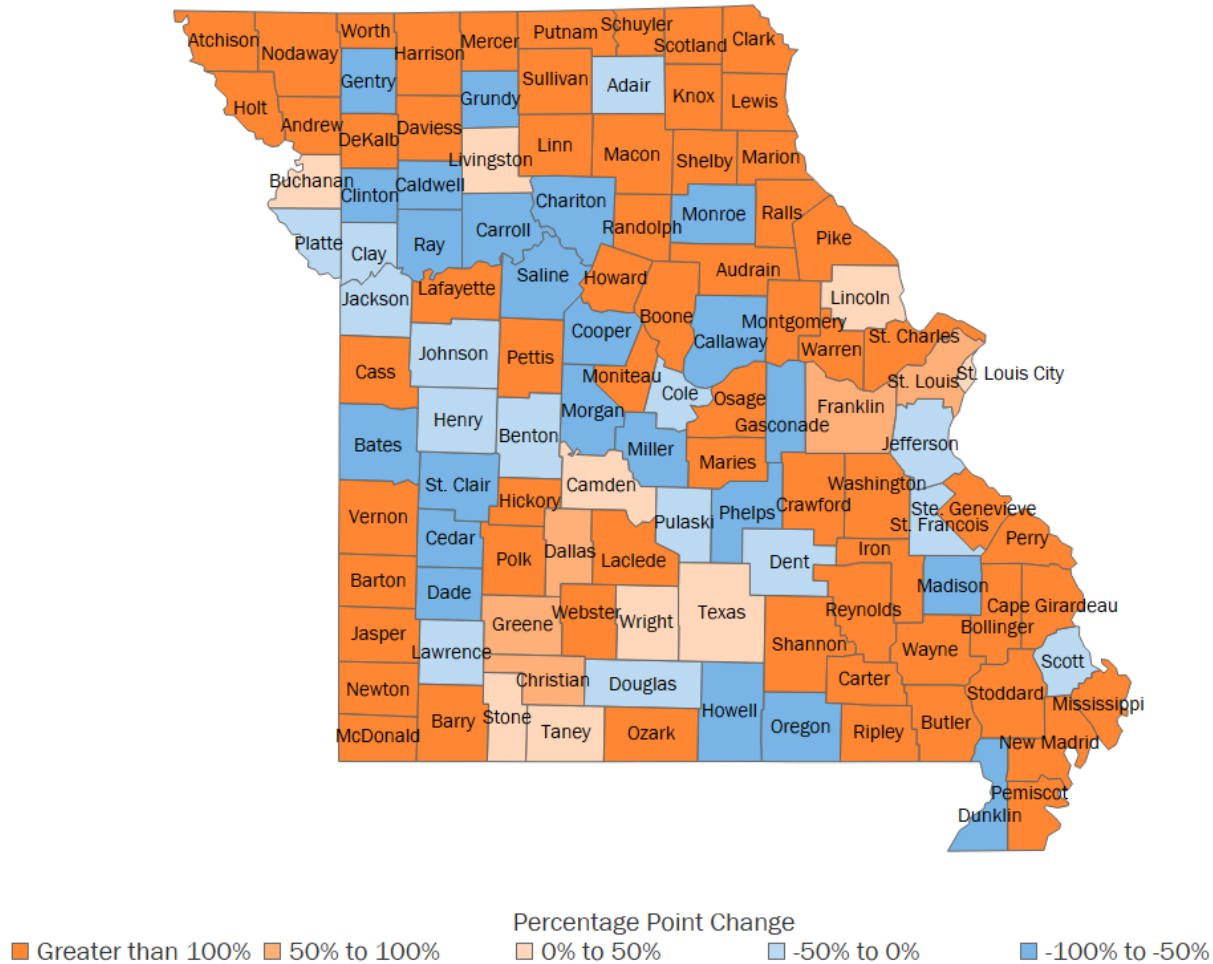 Atchison
Nodaway
Worth
Harrison
Mercer
Putnam
Schuyler
Scotland
Clark
Gentry
Grundy
Sullivan
Adair
Knox
Lewis
Holt
Andrew
DeKalb
Daviess
Livingston
Linn
Macon
Shelby
Marion
Buchanan
Clinton
Caldwell
Chariton
Randolph
Monroe
Ralls
Pike
Platte
Clay
Ray
Carroll
Saline
Howard
Audrain
Lincoln
Jackson
Lafayette
Cooper
Boone
Callaway
Montgomery
Warren
St. Charles
Johnson
Pettis
Moniteau
Cole
Osage
Gasconade
Franklin
St. Louis
St. Louis City
Cass
Henry
Benton
Morgan
Miller
Maries
Jefferson
Bates
St. Clair
Hickory
Camden
Pulaski
Phelps
Crawford
Washington
Ste. Genevieve
St. Francois
Perry
Vernon
Cedar
Polk
Dallas
Laclede
Dent
Iron
Madison
Barton
Dade
Greene
Webster
Wright
Texas
Reynolds
Cape Girardeau
Bollinger
Jasper
Lawrence
Christian
Douglas
Shannon
Wayne
Scott
Newton
McDonald
Barry
Stone
Taney
Ozark
Howell
Oregon
Carter
Ripley
Butler
Stoddard
Mississippi
New Madrid
Pemiscot
Dunklin
Percentage Point Change
Greater than 100% 50% to 100% 0% to 50% -50% to 0% -100% to -50%